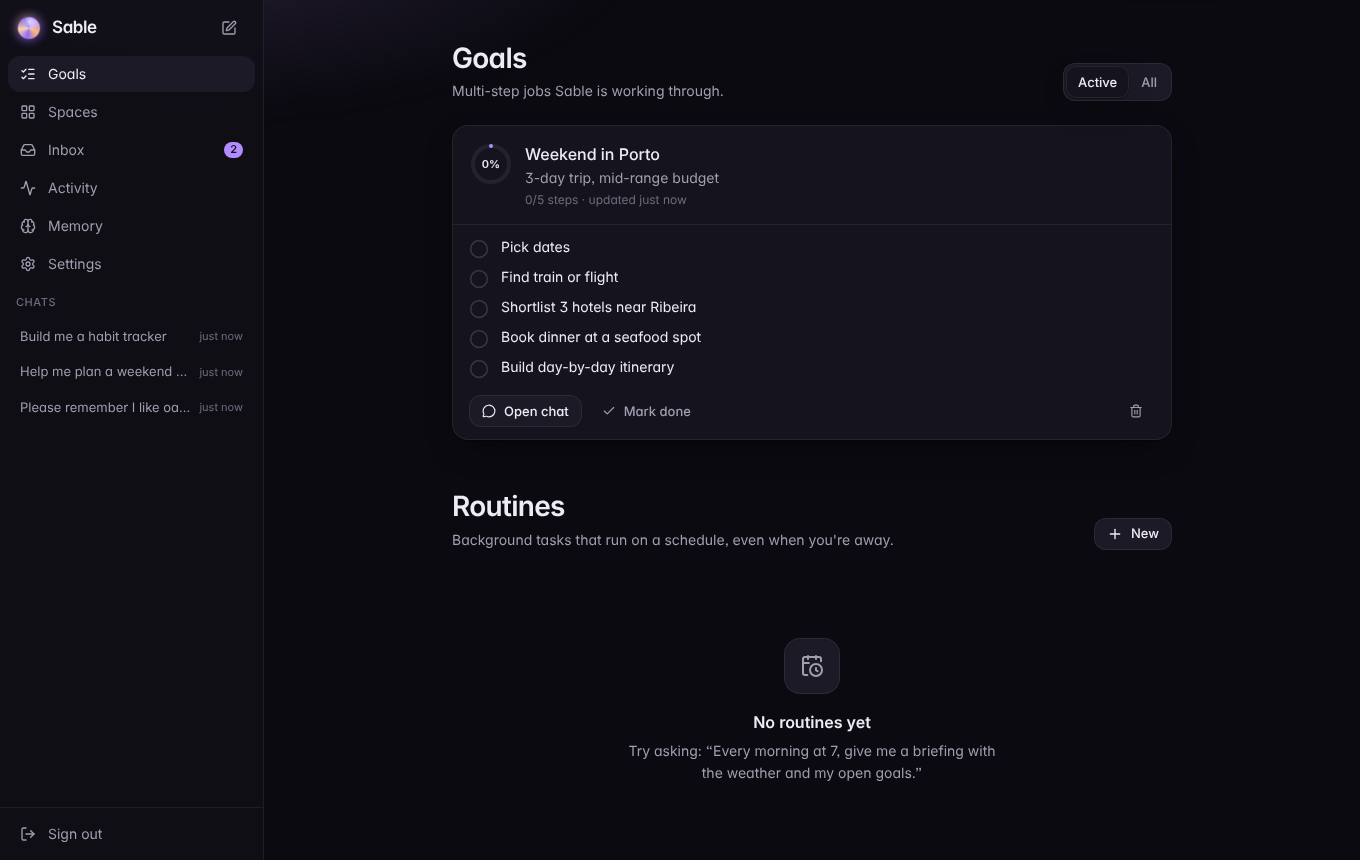 Sable
Goals
Spaces
Inbox
2
Activity
Memory
Settings
CHATS
Build me a habit tracker just now
Help me plan a weekend ... just now
Please remember I like oa... just now
Sign out
Goals
Multi-step jobs Sable is working through.
Active All
0%
Weekend in Porto
3-day trip, mid-range budget
0/5 steps · updated just now
Pick dates
Find train or flight
Shortlist 3 hotels near Ribeira
Book dinner at a seafood spot
Build day-by-day itinerary
Open chat Mark done
Routines
Background tasks that run on a schedule, even when you're away.
New
No routines yet
Try asking: “Every morning at 7, give me a briefing with
the weather and my open goals.”